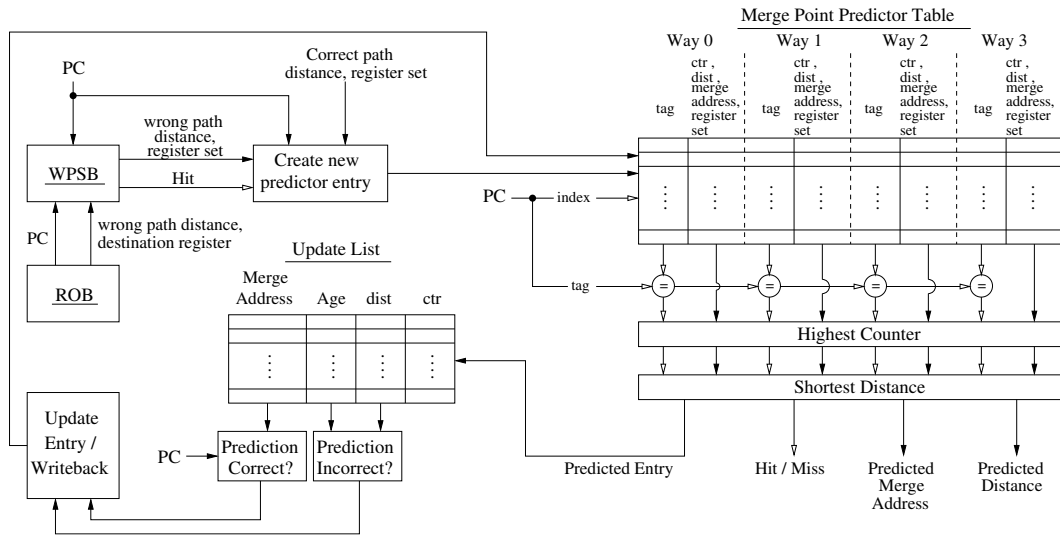 Merge Point Predictor Table
Way 0
Way 1
Way 2
Way 3
tag
ctr ,
dist ,
merge
address,
register
set
tag
ctr ,
dist ,
merge
address,
register
set
tag
ctr ,
dist ,
merge
address,
register
set
tag
ctr ,
dist ,
merge
address,
register
set
PC
Correct path
distance, register set
wrong path
distance,
register set
WPSB
Hit
Create new
predictor entry
PC
index
tag
PC
wrong path distance,
destination register
ROB
Update List
Merge
Address
Age
dist
ctr
=
=
=
=
Highest Counter
Shortest Distance
Update
Entry /
Writeback
PC
Prediction
Correct?
Prediction
Incorrect?
Predicted Entry
Hit / Miss
Predicted
Merge
Address
Predicted
Distance